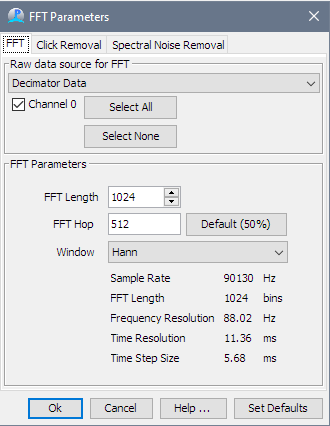 FFT Parameters
FFT Click Removal Spectral Noise Removal
Raw data source for FFT
Decimator Data
Channel 0 Select All
Select None
FFT Parameters
FFT Length 1024
FFT Hop 512 Default (50%)
Window Hann
Sample Rate 90130 Hz
FFT Length 1024 bins
Frequency Resolution 88.02 Hz
Time Resolution 11.36 ms
Time Step Size 5.68 ms
Ok Cancel Help ... Set Defaults